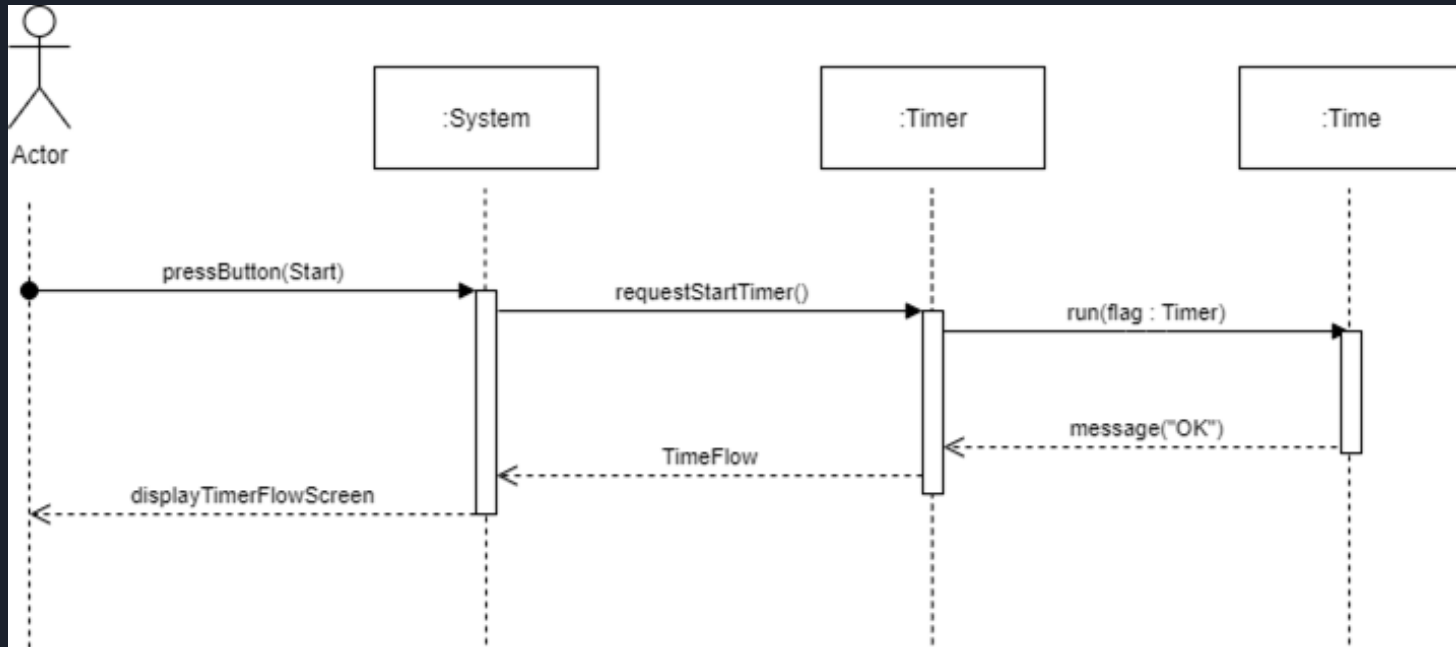 :System
:Timer
:Time
Actor
pressButton(Start)
requestStartTimer()
run(flag : Timer)
message("OK")
TimeFlow
displayTimerFlowScreen